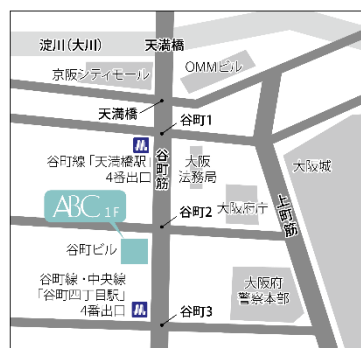 淀川(大川)
天満橋
京阪シティモール
OMMビル
天満橋
谷町1
谷町線「天満橋駅」
4番出口
谷町筋
大阪
法務局
大阪城
ABC 1F
大阪府庁
上町筋
谷町2
谷町ビル
谷町線・中央線
「谷町四丁目駅」
4番出口
大阪府
警察本部
谷町3